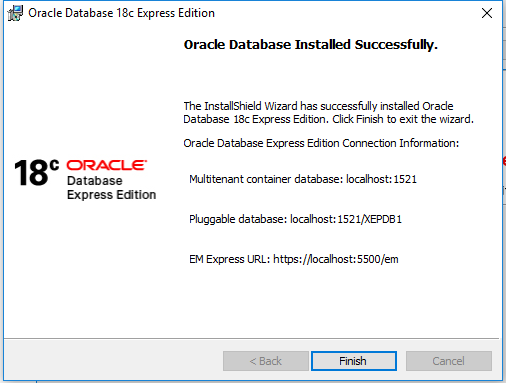 Oracle Database 18c Express Edition
Oracle Database Installed Successfully.
The InstallShield Wizard has successfully installed Oracle
Database 18c Express Edition. Click Finish to exit the wizard.
Oracle Database Express Edition Connection Information:
18c ORACLE
Database
Express Edition
Multitenant container database: localhost:1521
Pluggable database: localhost:1521/XEPDB1
EM Express URL: https://localhost:5500/em
< Back
Finish
Cancel